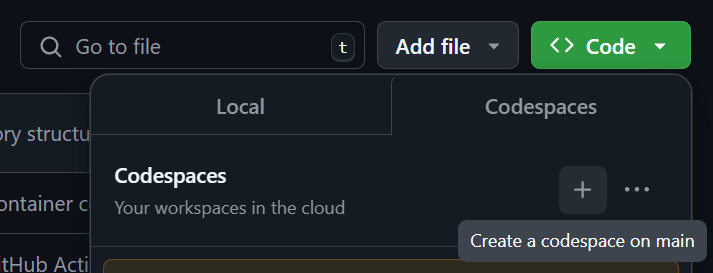 Go to file
t
Add file
Code
Local
Codespaces
ory structu
Codespaces
Your workspaces in the cloud
ontainer c
Create a codespace on main
tHub Acti